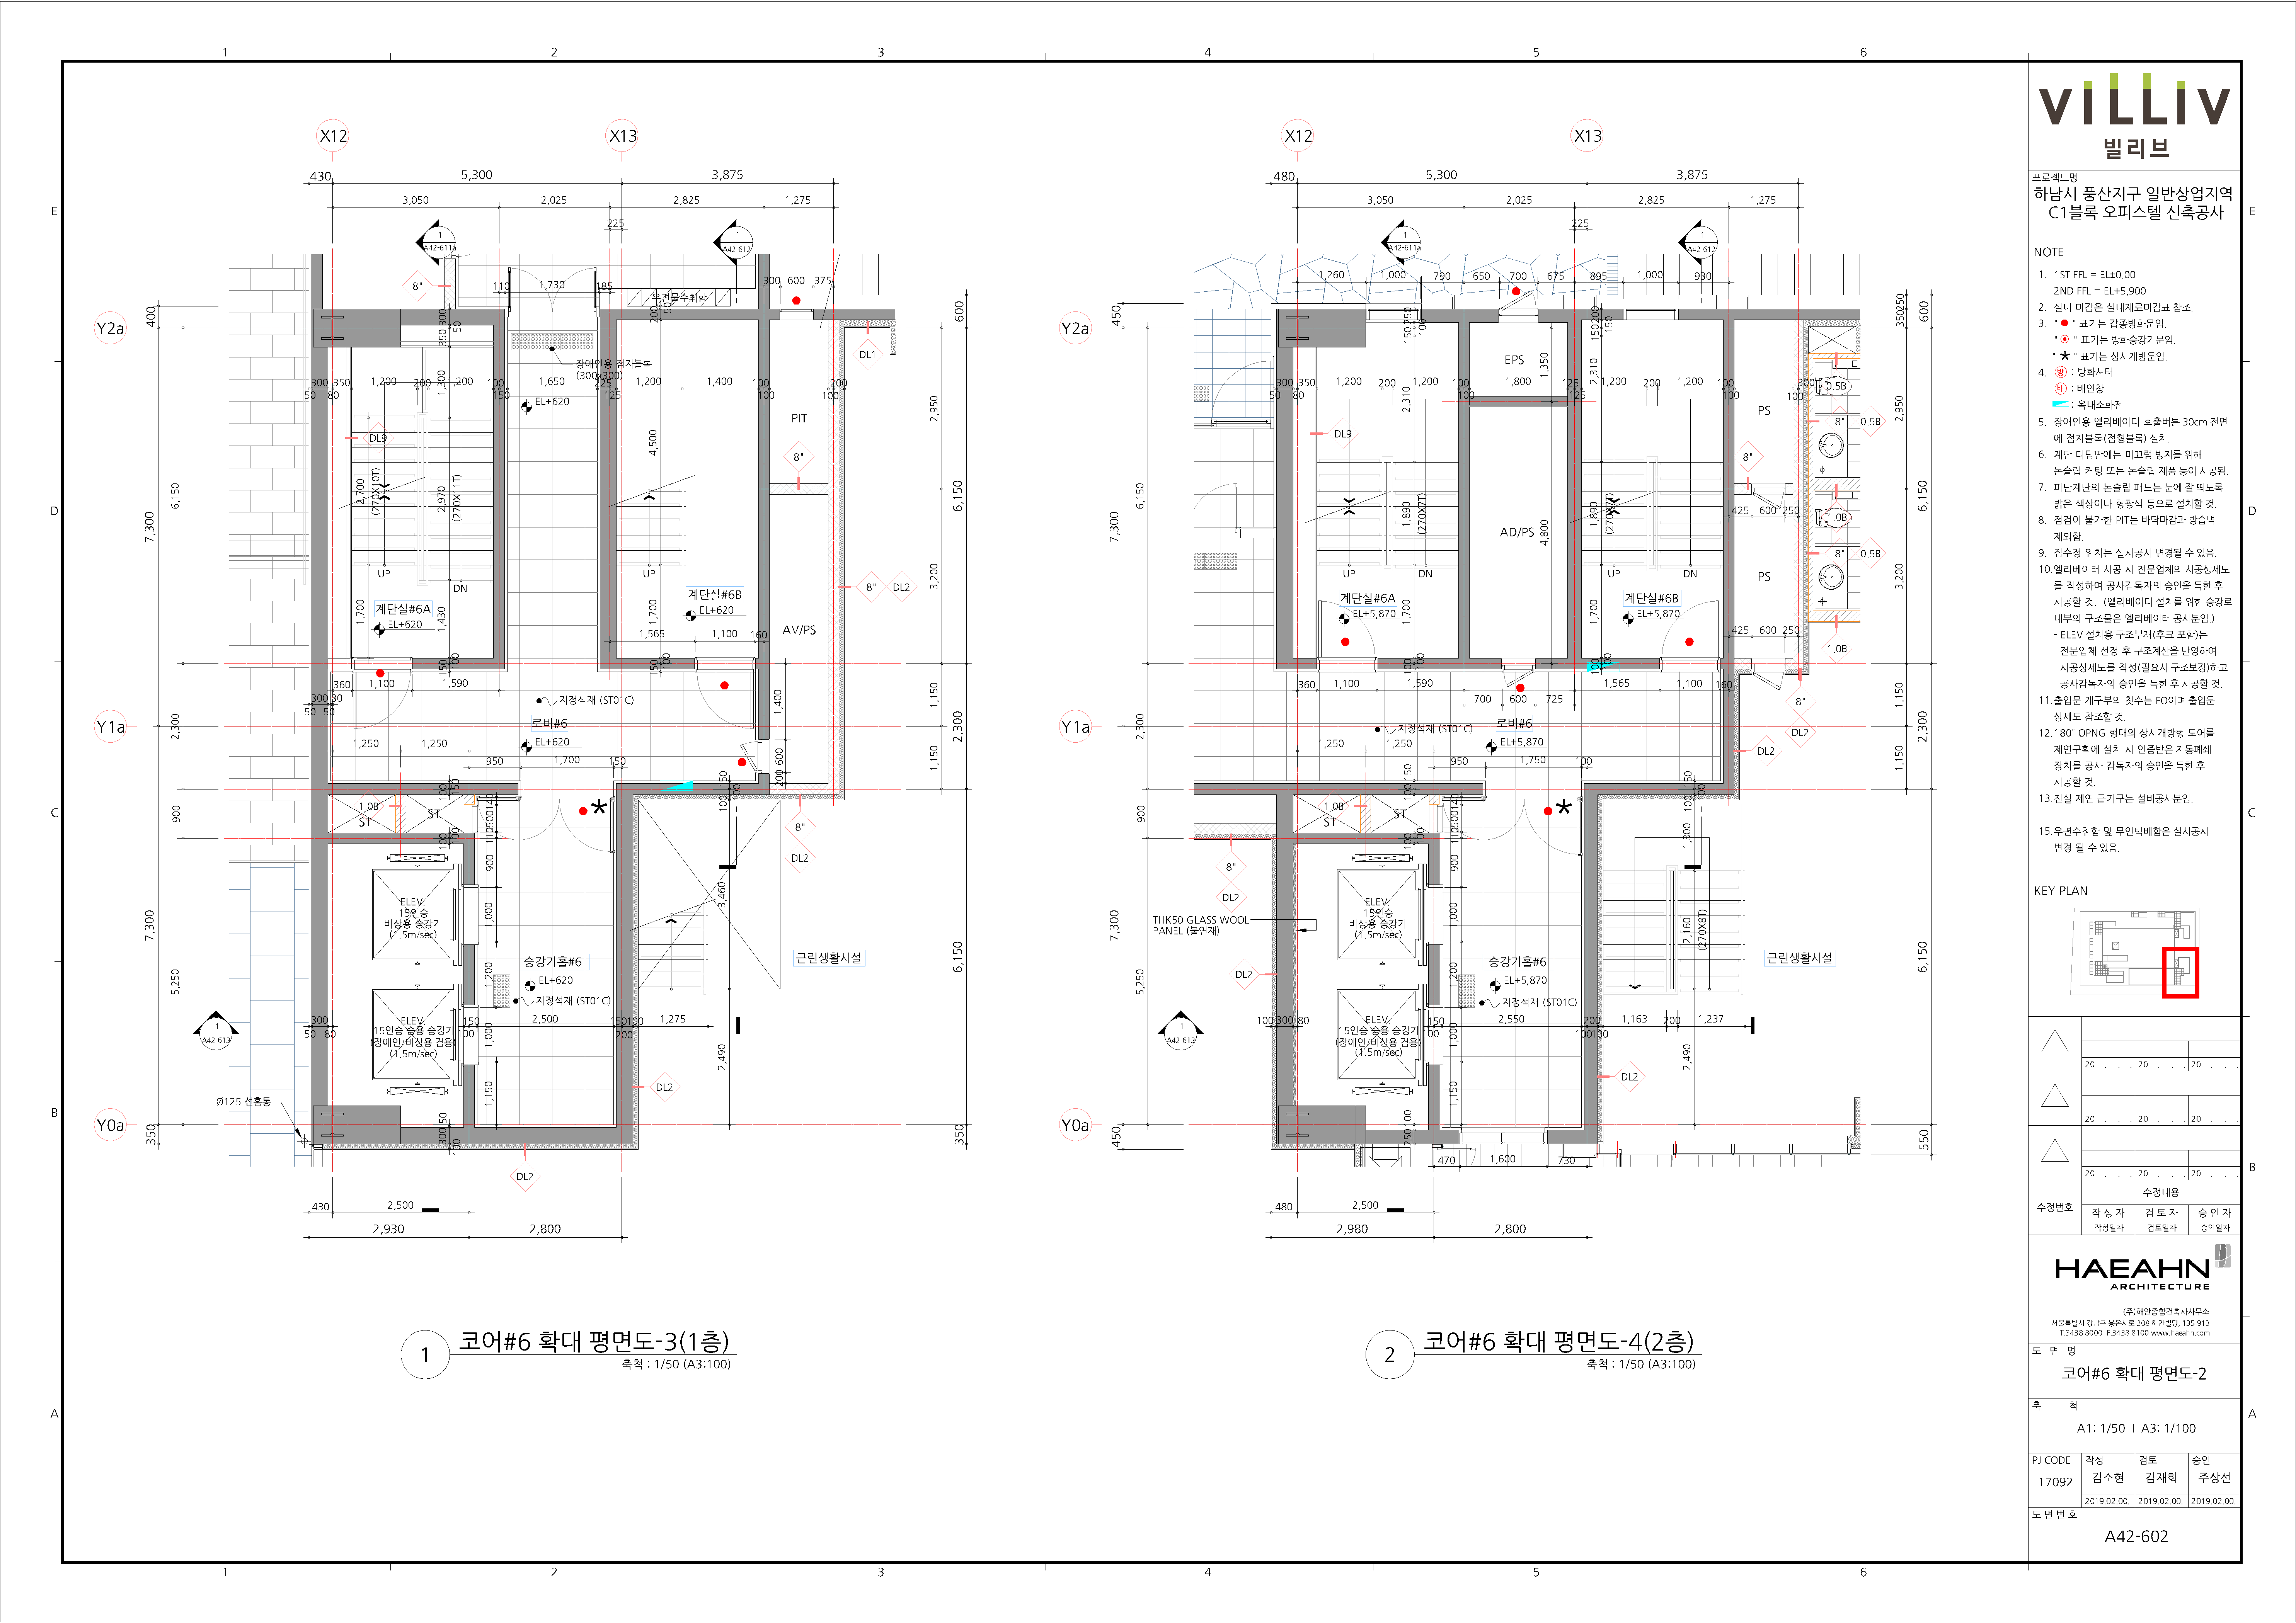 1
2
3
4
5
6
E
D
C
B
A
X12
X13
430
5,300
3,875
3,050
2,025
2,825
1,275
225
1
A42-611a
1
A42-612
8"
110
1,730
185
우편물수취함
300 600 375
Y2a
400
600
DL1
장애인용 점자블록
(300x300)
300 350 1,200 200 1,200 100 1,650 225 1,200 1,400 100 200
50 80 150 125 100 100
EL+620
PIT
2,950
DL9
8"
4,500
6,150
7,300
2,700
(270X10T)
2,970
(270X11T)
6,150
UP
DN
UP
8"
DL2
3,200
계단실#6A
EL+620
계단실#6B
EL+620
1,700
1,430
1,700
AV/PS
1,565
1,100
160
360
1,100
1,590
지정석재 (ST01C)
1,400
1,150
로비#6
EL+620
Y1a
2,300
2,300
1,250
1,250
950
1,700
150
200 600
1,150
1.0B
ST
ST
★
8"
DL2
900
900
ELEV.
15인승
비상용 승강기
(1.5m/sec)
1,000
3,460
7,300
승강기홀#6
EL+620
지정석재 (ST01C)
1,200
근린생활시설
6,150
5,250
1
A42-613
ELEV.
15인승 승용 승강기
(장애인/비상용 겸용)
(1.5m/sec)
2,500
1,275
1,000
2,490
1,150
DL2
Ø125 선홈통
Y0a
350
350
DL2
430
2,500
2,930
2,800
1
코어#6 확대 평면도-3(1층)
축척 : 1/50 (A3:100)
X12
X13
480
5,300
3,875
3,050
2,025
2,825
1,275
225
1
A42-611a
1
A42-612
1,260 1,000 790 650 700 675 895 1,000 930
Y2a
450
600
EPS
1,350
2,310
2,310
300 350 1,200 200 1,200 100 1,800 125 1,200 200 1,200 100
0.5B
PS
DL9
8"
0.5B
2,950
8"
6,150
7,300
1,890
(270X7T)
AD/PS
4,800
1,890
(270X7T)
425 600 250
1.0B
6,150
8"
0.5B
UP
DN
UP
DN
PS
3,200
계단실#6A
EL+5,870
계단실#6B
EL+5,870
1,700
1,700
425 600 250
1.0B
360
1,100
1,590
700 600 725
1,565
1,100
160
8"
DL2
1,150
지정석재 (ST01C)
로비#6
EL+5,870
Y1a
2,300
2,300
1,250
1,250
950
1,750
100
DL2
1,150
1.0B
ST
ST
★
900
1,300
8"
DL2
900
THK50 GLASS WOOL
PANEL (불연재)
ELEV.
15인승
비상용 승강기
(1.5m/sec)
1,000
2,160
(270X8T)
7,300
승강기홀#6
EL+5,870
지정석재 (ST01C)
1,200
근린생활시설
6,150
DL2
5,250
1
A42-613
100 300 80
ELEV.
15인승 승용 승강기
(장애인/비상용 겸용)
(1.5m/sec)
2,550
1,163 200 1,237
1,000
2,490
1,150
DL2
Y0a
450
550
470
1,600
730
480
2,500
2,980
2,800
2
코어#6 확대 평면도-4(2층)
축척 : 1/50 (A3:100)
VILLIV
빌리브
프로젝트명
하남시 풍산지구 일반상업지역
C1블록 오피스텔 신축공사
NOTE
1. 1ST FFL = EL±0.00
2ND FFL = EL+5,900
2. 실내 마감은 실내재료마감표 참조.
3. " ● " 표기는 갑종방화문임.
" ◉ " 표기는 방화승강기문임.
" ★ " 표기는 상시개방문임.
4. 방 : 방화셔터
배 : 배연창
: 옥내소화전
5. 장애인용 엘리베이터 호출버튼 30cm 전면
에 점자블록(점형블록) 설치.
6. 계단 디딤판에는 미끄럼 방지를 위해
논슬립 커팅 또는 논슬립 제품 등이 시공됨.
7. 피난계단의 논슬립 패드는 눈에 잘 띄도록
밝은 색상이나 형광색 등으로 설치할 것.
8. 점검이 불가한 PIT는 바닥마감과 방습벽
제외함.
9. 집수정 위치는 실시공시 변경될 수 있음.
10.엘리베이터 시공 시 전문업체의 시공상세도
를 작성하여 공사감독자의 승인을 득한 후
시공할 것. (엘리베이터 설치를 위한 승강로
내부의 구조물은 엘리베이터 공사분임.)
- ELEV 설치용 구조부재(후크 포함)는
전문업체 선정 후 구조계산을 반영하여
시공상세도를 작성(필요시 구조보강)하고
공사감독자의 승인을 득한 후 시공할 것.
11.출입문 개구부의 칫수는 FO이며 출입문
상세도 참조할 것.
12.180° OPNG 형태의 상시개방형 도어를
제연구획에 설치 시 인증받은 자동폐쇄
장치를 공사 감독자의 승인을 득한 후
시공할 것.
13.전실 제연 급기구는 설비공사분임.
15.우편수취함 및 무인택배함은 실시공시
변경 될 수 있음.
KEY PLAN
20 . . . 20 . . . 20 . . .
20 . . . 20 . . . 20 . . .
20 . . . 20 . . . 20 . . .
수정번호
수정내용
작 성 자 검 토 자 승 인 자
작성일자 검토일자 승인일자
HAEAHN
ARCHITECTURE
(주)해안종합건축사사무소
서울특별시 강남구 봉은사로 208 해안빌딩, 135-913
T.3438 8000 F.3438 8100 www.haeahn.com
도 면 명
코어#6 확대 평면도-2
축 척
A1: 1/50 I A3: 1/100
PJ CODE 작성 검토 승인
17092 김소현 김재희 주상선
2019.02.00. 2019.02.00. 2019.02.00.
도 면 번 호
A42-602